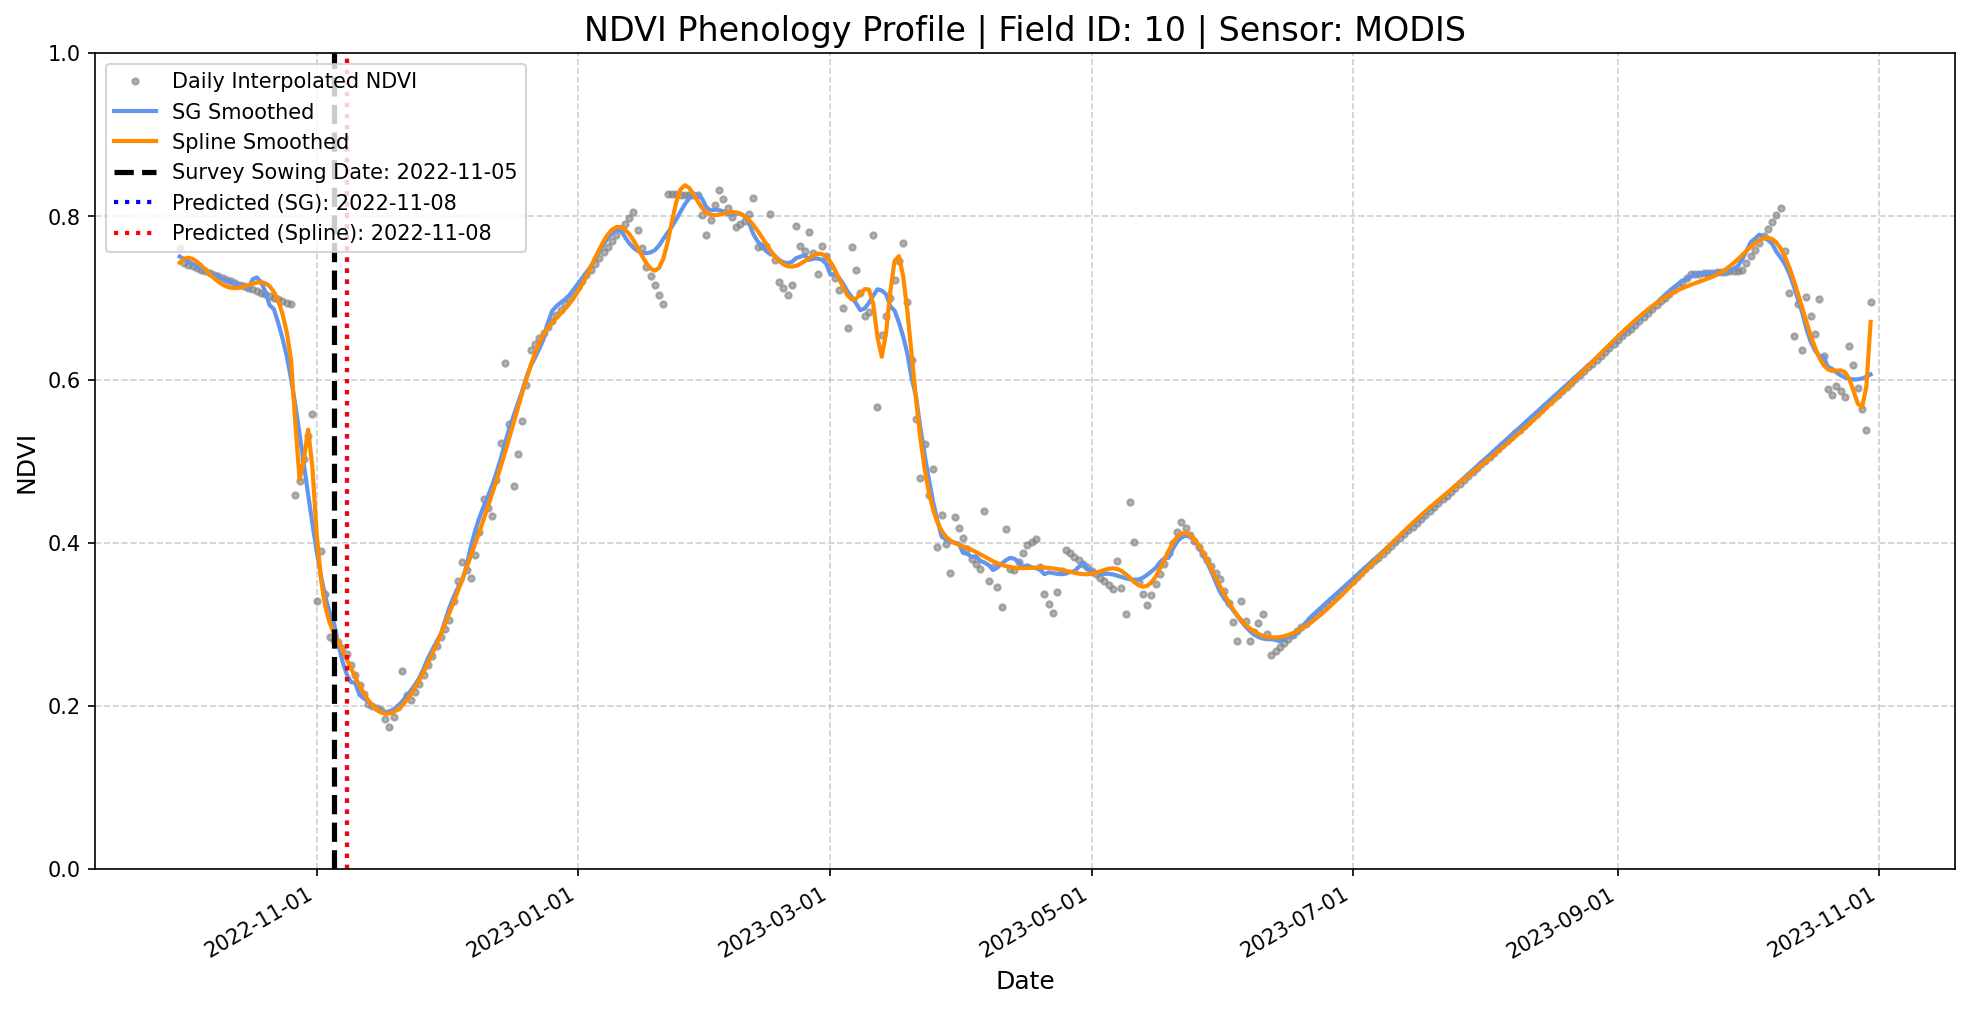 NDVI Phenology Profile | Field ID: 10 | Sensor: MODIS
1.0
0.8
0.6
0.4
0.2
0.0
NDVI
Daily Interpolated NDVI
SG Smoothed
Spline Smoothed
Survey Sowing Date: 2022-11-05
Predicted (SG): 2022-11-08
Predicted (Spline): 2022-11-08
2022-11-01
2023-01-01
2023-03-01
2023-05-01
2023-07-01
2023-09-01
2023-11-01
Date